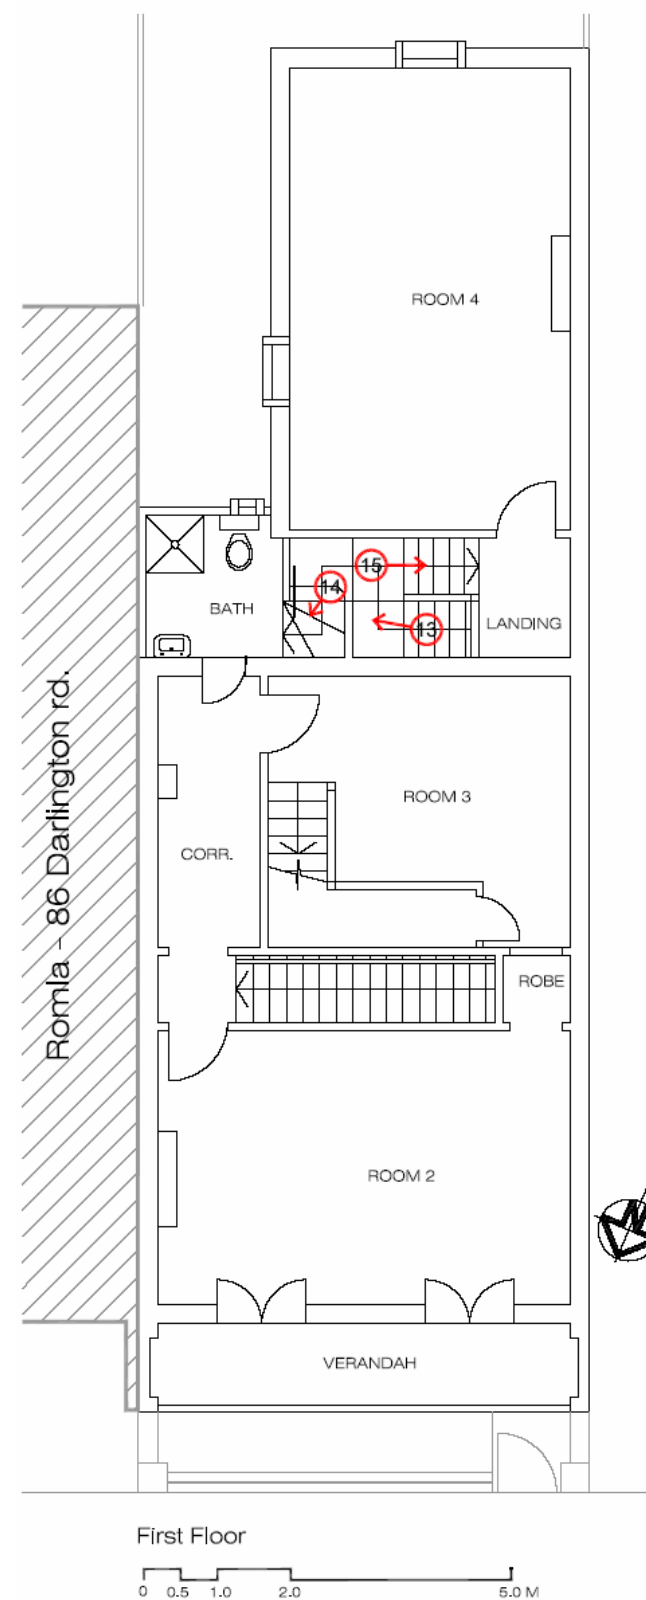 ROOM 4
15
14
BATH
13
LANDING
ROOM 3
CORR.
Romla - 86 Darlington rd.
ROBE
ROOM 2
N
VERANDAH
First Floor
0 0.5 1.0 2.0 5.0 M